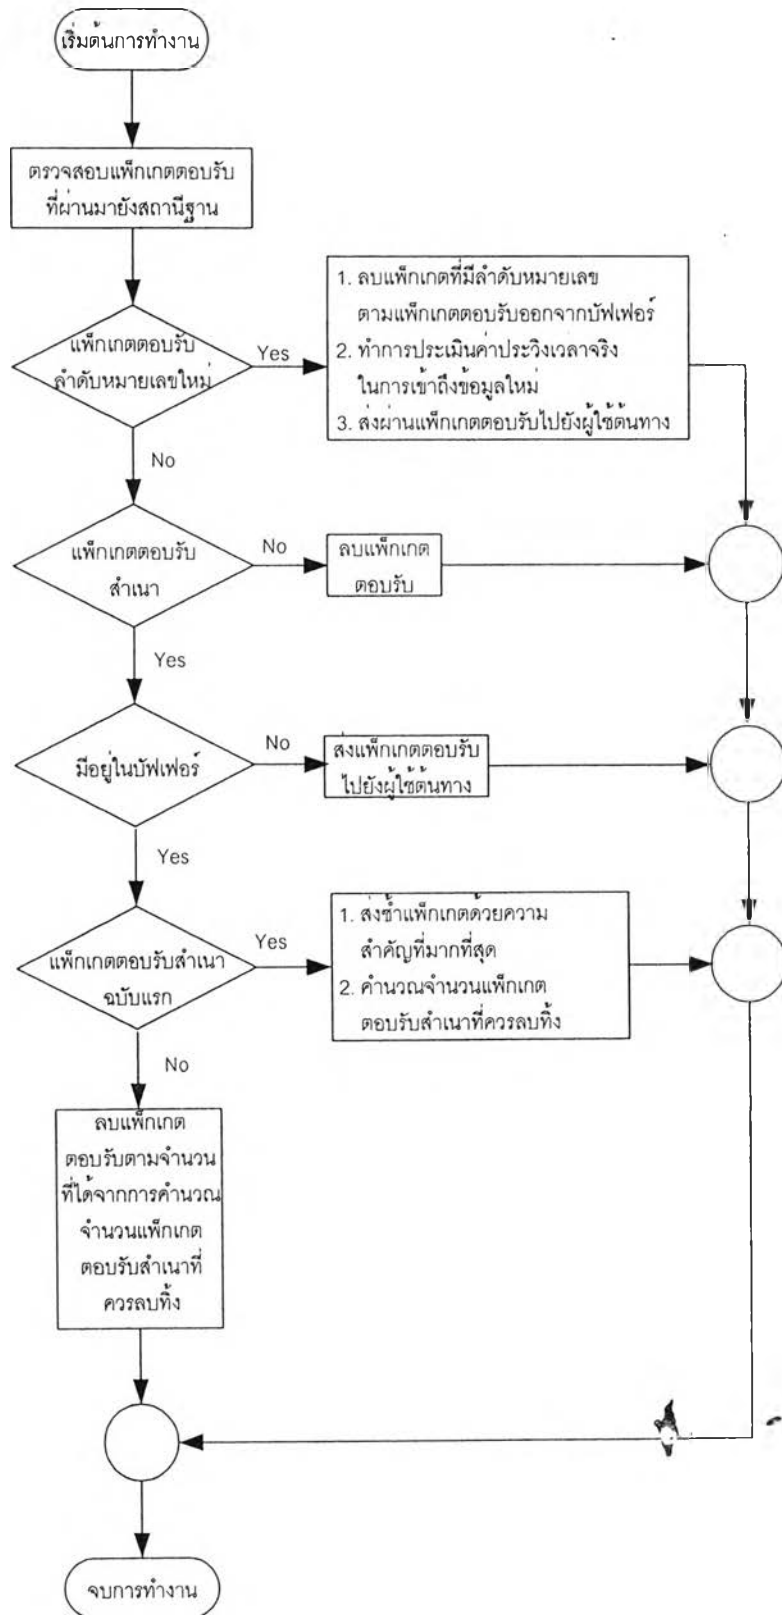 เริ่มต้นการทำงาน
ตรวจสอบแพ็กเกตตอบรับ
ที่ผ่านมายังสถานีฐาน
แพ็กเกตตอบรับ
ลำดับหมายเลขใหม่
Yes
1. ลบแพ็กเกตที่มีลำดับหมายเลข
ตามแพ็กเกตตอบรับออกจากบัฟเฟอร์
2. ทำการประเมินค่าประวิงเวลาจริง
ในการเข้าถึงข้อมูลใหม่
3. ส่งผ่านแพ็กเกตตอบรับไปยังผู้ใช้ต้นทาง
No
แพ็กเกตตอบรับ
สำเนา
No
ลบแพ็กเกต
ตอบรับ
Yes
มีอยู่ในบัฟเฟอร์
No
ส่งแพ็กเกตตอบรับ
ไปยังผู้ใช้ต้นทาง
Yes
แพ็กเกตตอบรับสำเนา
ฉบับแรก
Yes
1. ส่งซ้ำแพ็กเกตด้วยความ
สำคัญที่มากที่สุด
2. คำนวณจำนวนแพ็กเกต
ตอบรับสำเนาที่ควรลบทิ้ง
No
ลบแพ็กเกต
ตอบรับตามจำนวน
ที่ได้จากการคำนวณ
จำนวนแพ็กเกต
ตอบรับสำเนาที่
ควรลบทิ้ง
จบการทำงาน